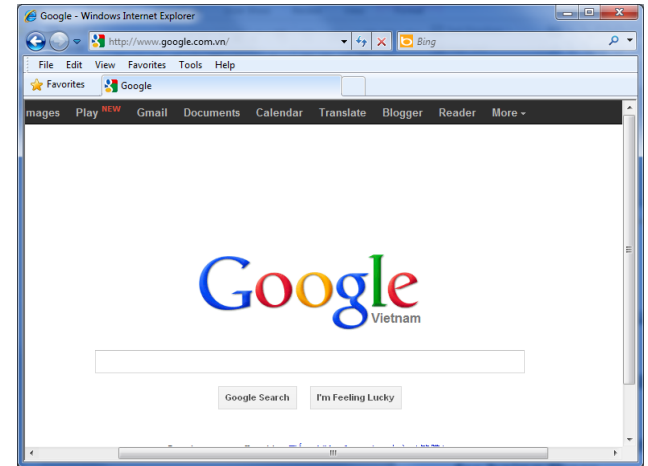 Google - Windows Internet Explorer
http://www.google.com.vn/
Bing
File Edit View Favorites Tools Help
Favorites Google
mages Play NEW Gmail Documents Calendar Translate Blogger Reader More
Google
Vietnam
Google Search I'm Feeling Lucky